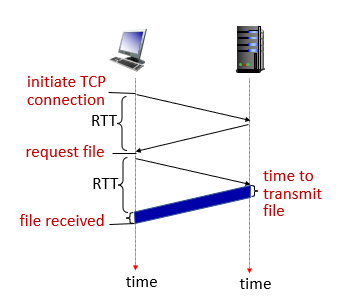 initiate TCP
connection
RTT
request file
RTT
time to
transmit
file
file received
time
time